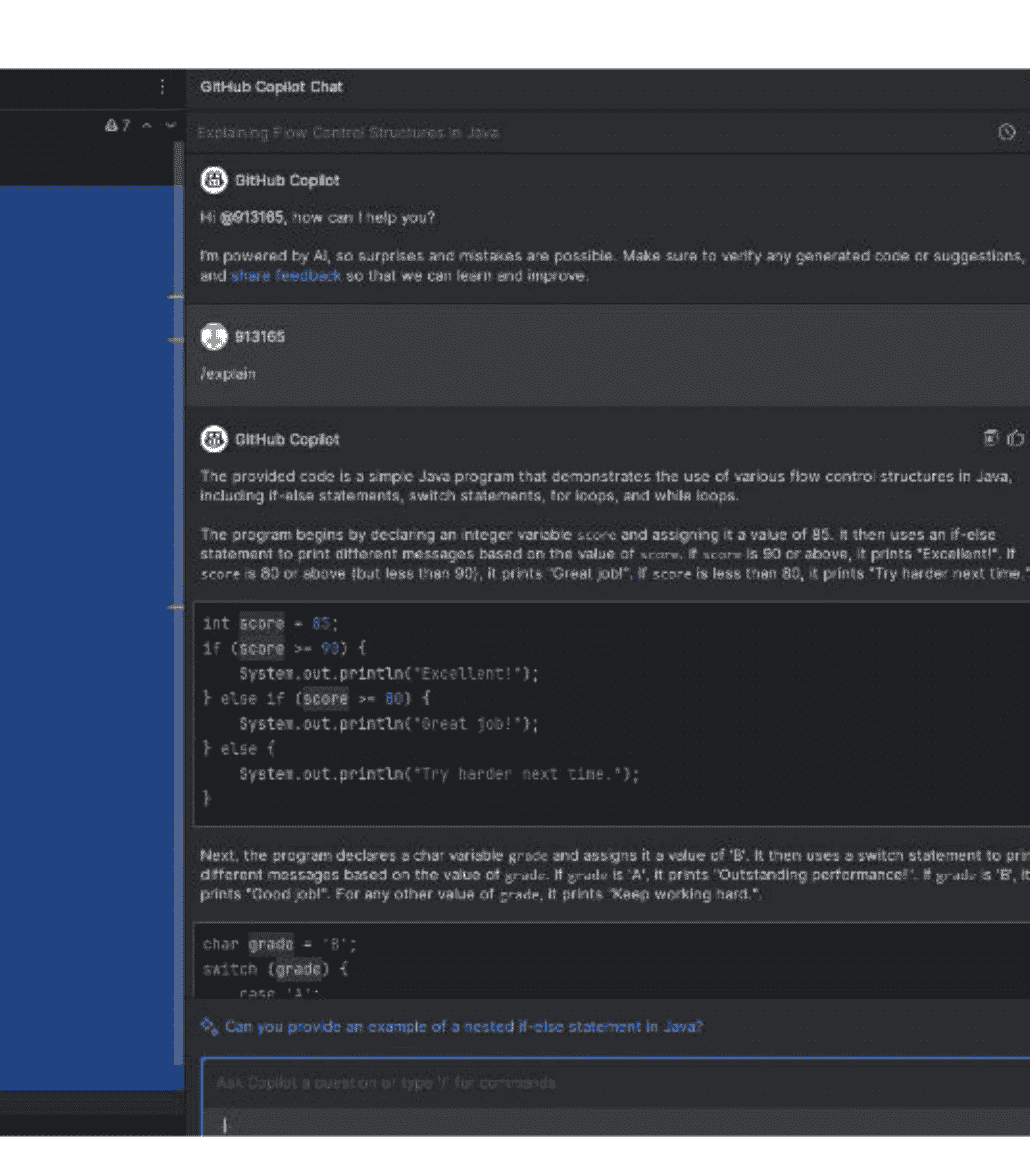 GitHub Copilot Chat
7
Explaining Flow Control Structures in Java
GitHub Copilot
Hi @913165, how can I help you?
I'm powered by AI, so surprises and mistakes are possible. Make sure to verify any generated code or suggestions,
and share feedback so that we can learn and improve.
913165
/explain
GitHub Copilot
The provided code is a simple Java program that demonstrates the use of various flow control structures in Java,
including if-else statements, switch statements, for loops, and while loops.
The program begins by declaring an integer variable score and assigning it a value of 85. It then uses an if-else
statement to print different messages based on the value of score. If score is 90 or above, it prints "Excellent!". If
score is 80 or above (but less than 90), it prints "Great job!". If score is less than 80, it prints "Try harder next time."
int score = 85;
if (score >= 90) {
System.out.println("Excellent!");
} else if (score >= 80) {
System.out.println("Great job!");
} else {
System.out.println("Try harder next time.");
}
Next, the program declares a char variable grade and assigns it a value of 'B'. It then uses a switch statement to prin
different messages based on the value of grade. If grade is 'A', it prints "Outstanding performance!". If grade is 'B', it
prints "Good job!". For any other value of grade, it prints "Keep working hard.".
char grade = 'B';
switch (grade) {
case 'A':
Can you provide an example of a nested if-else statement in Java?
Ask Copilot a question or type '/' for commands